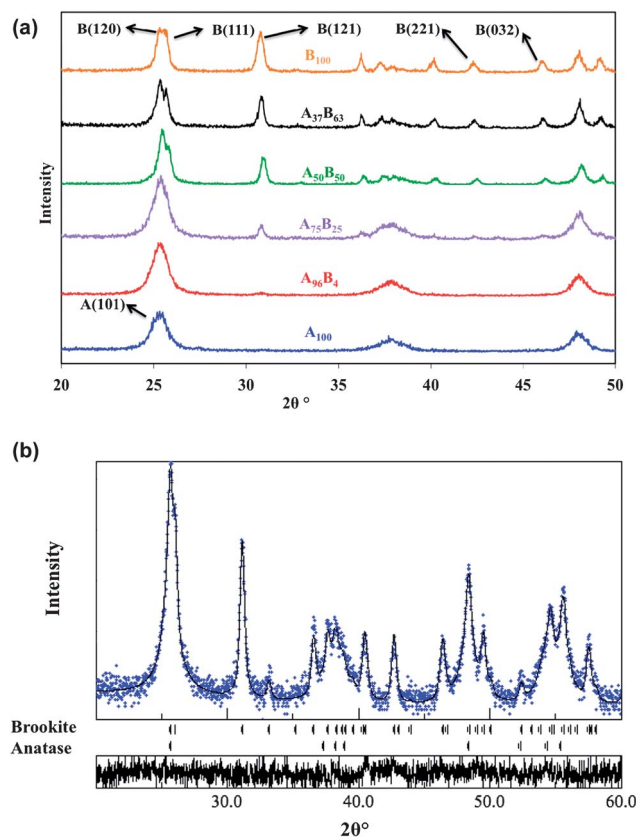 (a)
B(120)
B(111)
B(121)
B(221)
B(032)
B₁₀₀
A₃₇B₆₃
A₅₀B₅₀
A₇₅B₂₅
A₉₆B₄
A(101)
A₁₀₀
Intensity
20 25 30 35 40 45 50
2θ °
(b)
Intensity
Brookite
Anatase
30.0 40.0 50.0 60.0
2θ°